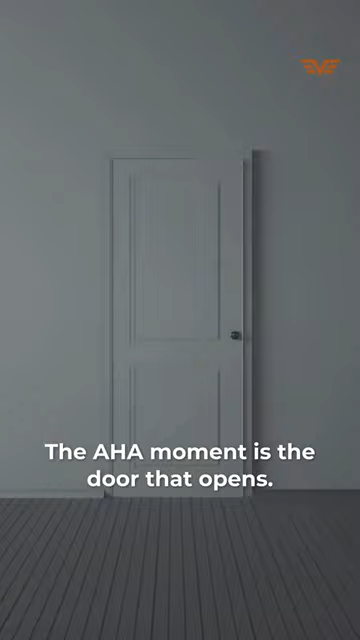 The AHA moment is the
door that opens.